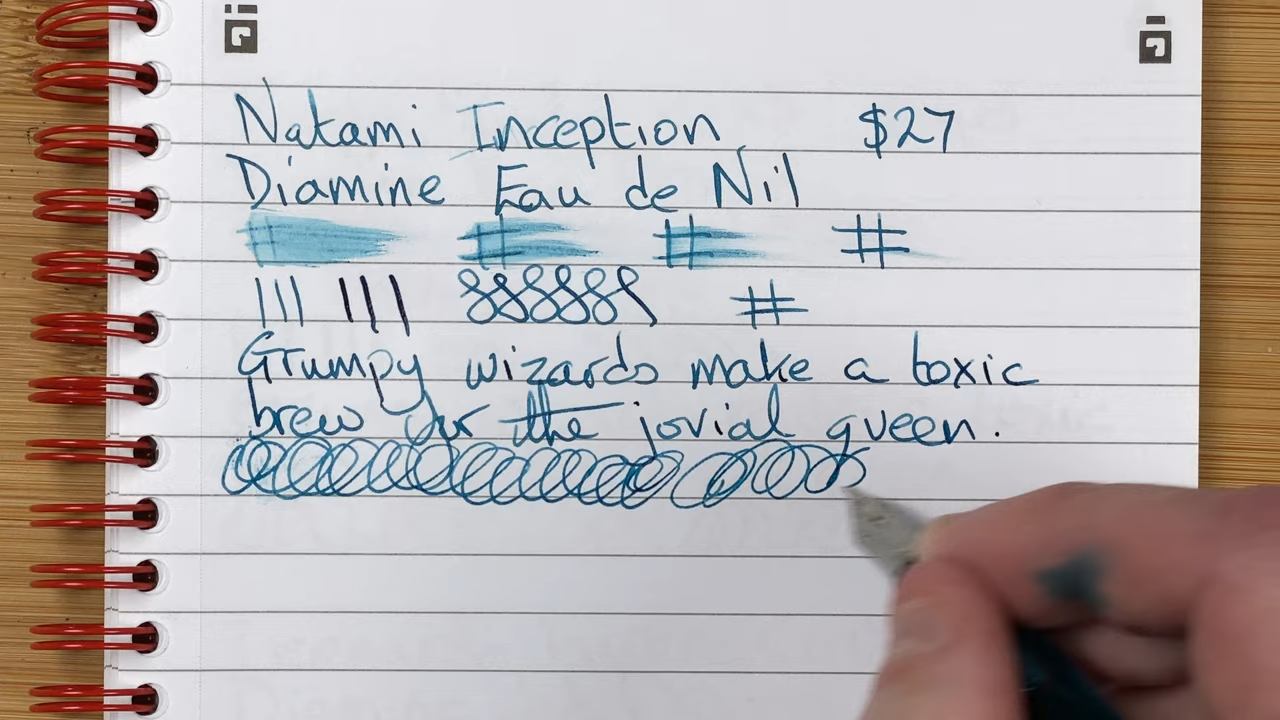 Natami Inception $27
Diamine Eau de Nil
# # # #
||| ||| #
Grumpy wizards make a toxic
brew for the jovial queen.